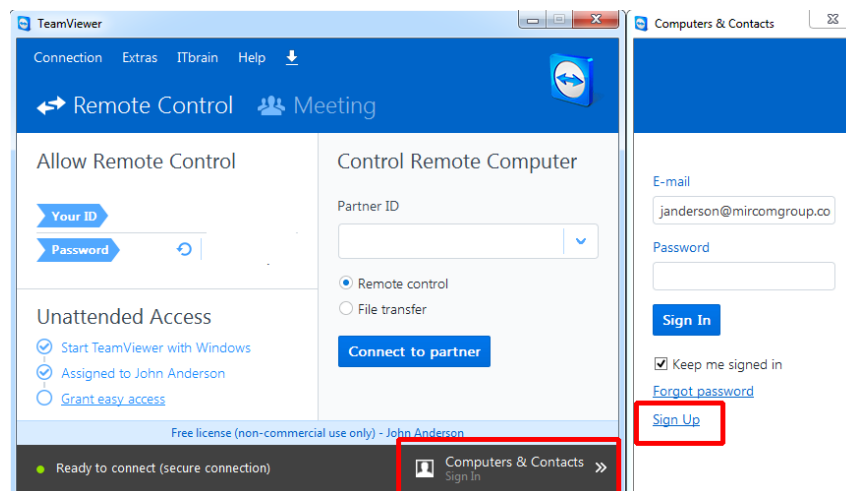 TeamViewer
Connection Extras ITbrain Help
Remote Control Meeting
Allow Remote Control
Your ID
Password
Unattended Access
Start TeamViewer with Windows
Assigned to John Anderson
Grant easy access
Control Remote Computer
Partner ID
Remote control
File transfer
Connect to partner
Free license (non-commercial use only) - John Anderson
Ready to connect (secure connection)
Computers & Contacts
Sign In
Computers & Contacts
E-mail
janderson@mircomgroup.co
Password
Sign In
Keep me signed in
Forgot password
Sign Up